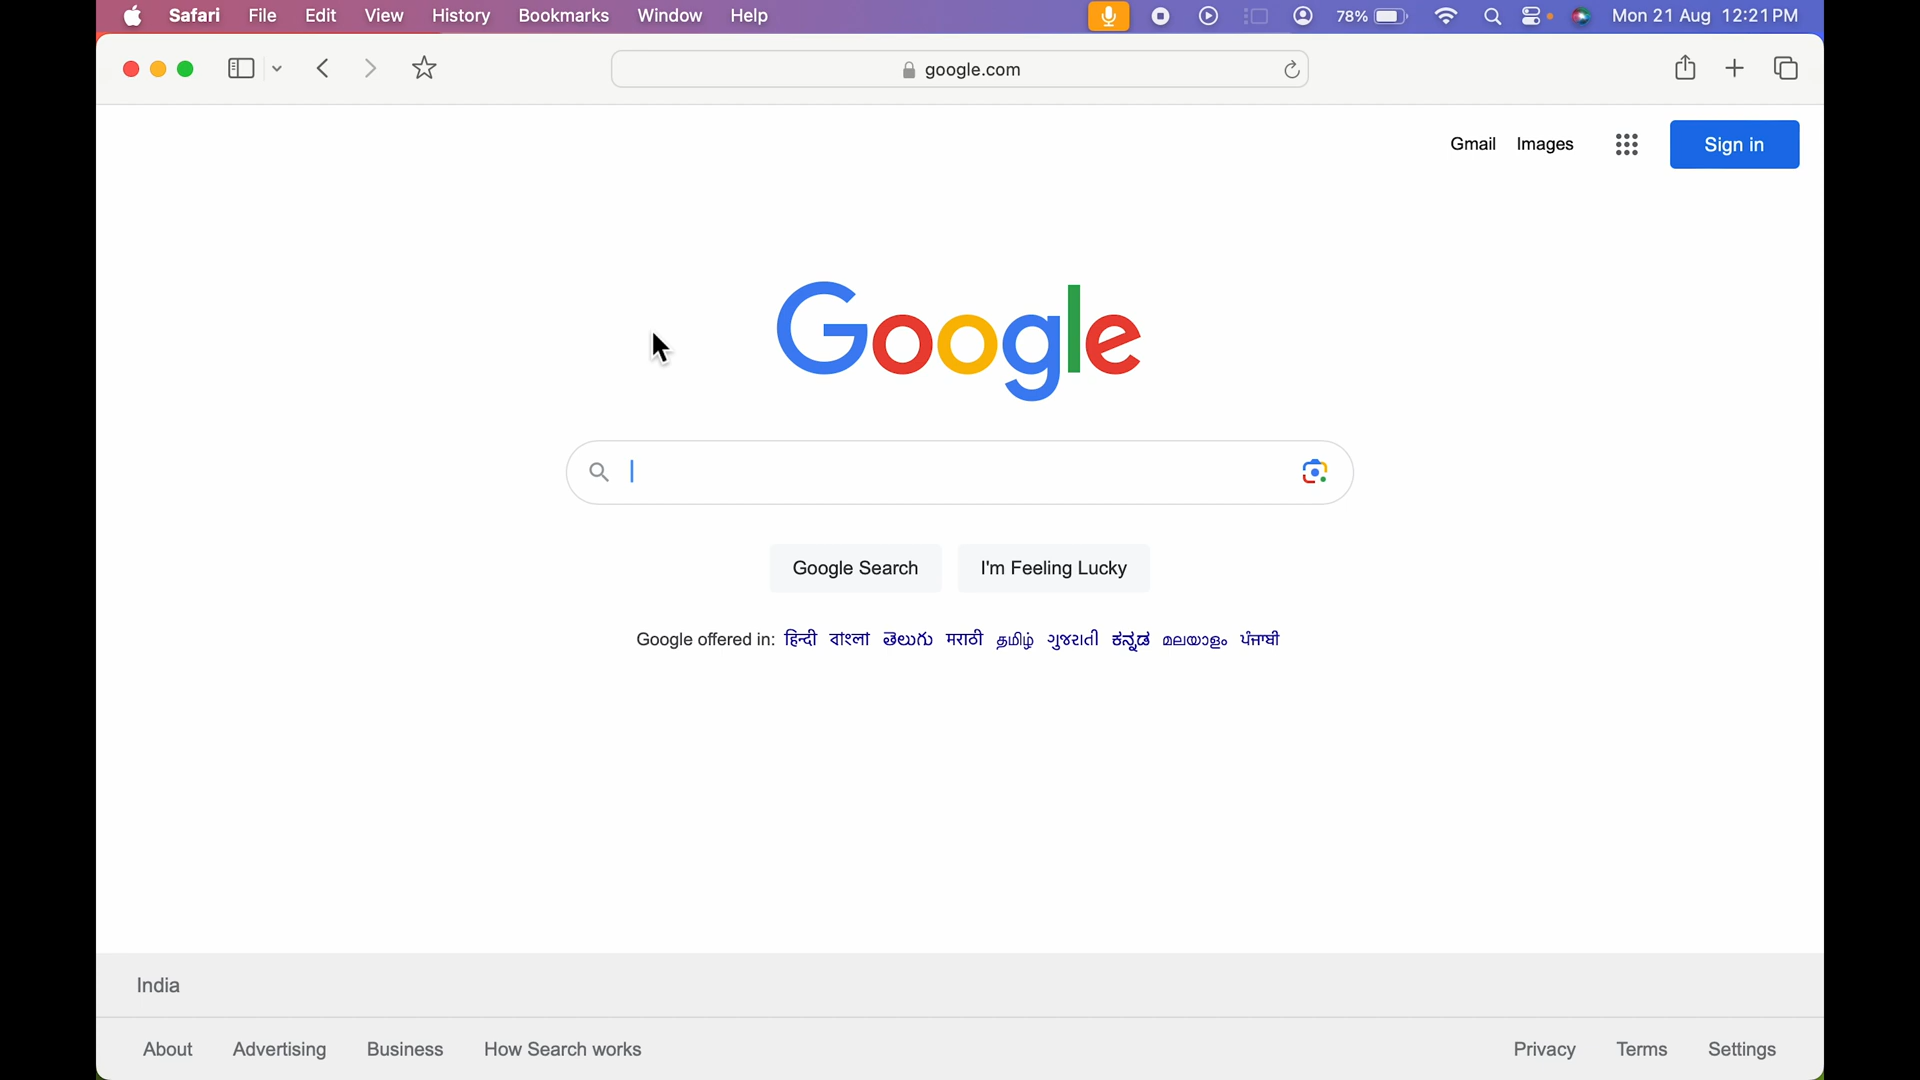 Safari File Edit View History Bookmarks Window Help 78% Mon 21 Aug 12:21 PM
google.com
Gmail Images Sign in
Google
Google Search I'm Feeling Lucky
Google offered in: हिन्दी বাংলা తెలుగు मराठी தமிழ் ગુજરાતી ಕನ್ನಡ മലയാളം ਪੰਜਾਬੀ
India
About Advertising Business How Search works Privacy Terms Settings